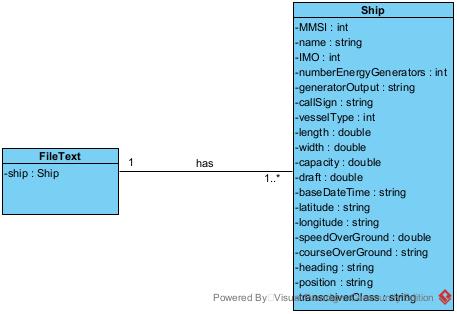 Ship
-MMSI : int
-name : string
-IMO : int
-numberEnergyGenerators : int
-generatorOutput : string
-callSign : string
-vesselType : int
-length : double
-width : double
-capacity : double
-draft : double
-baseDateTime : string
-latitude : string
-longitude : string
-speedOverGround : double
-courseOverGround : string
-heading : string
-position : string
-transceiverClass : string
FileText
-ship : Ship
1
has
1..*
Powered By Visual Paradigm Community Edition